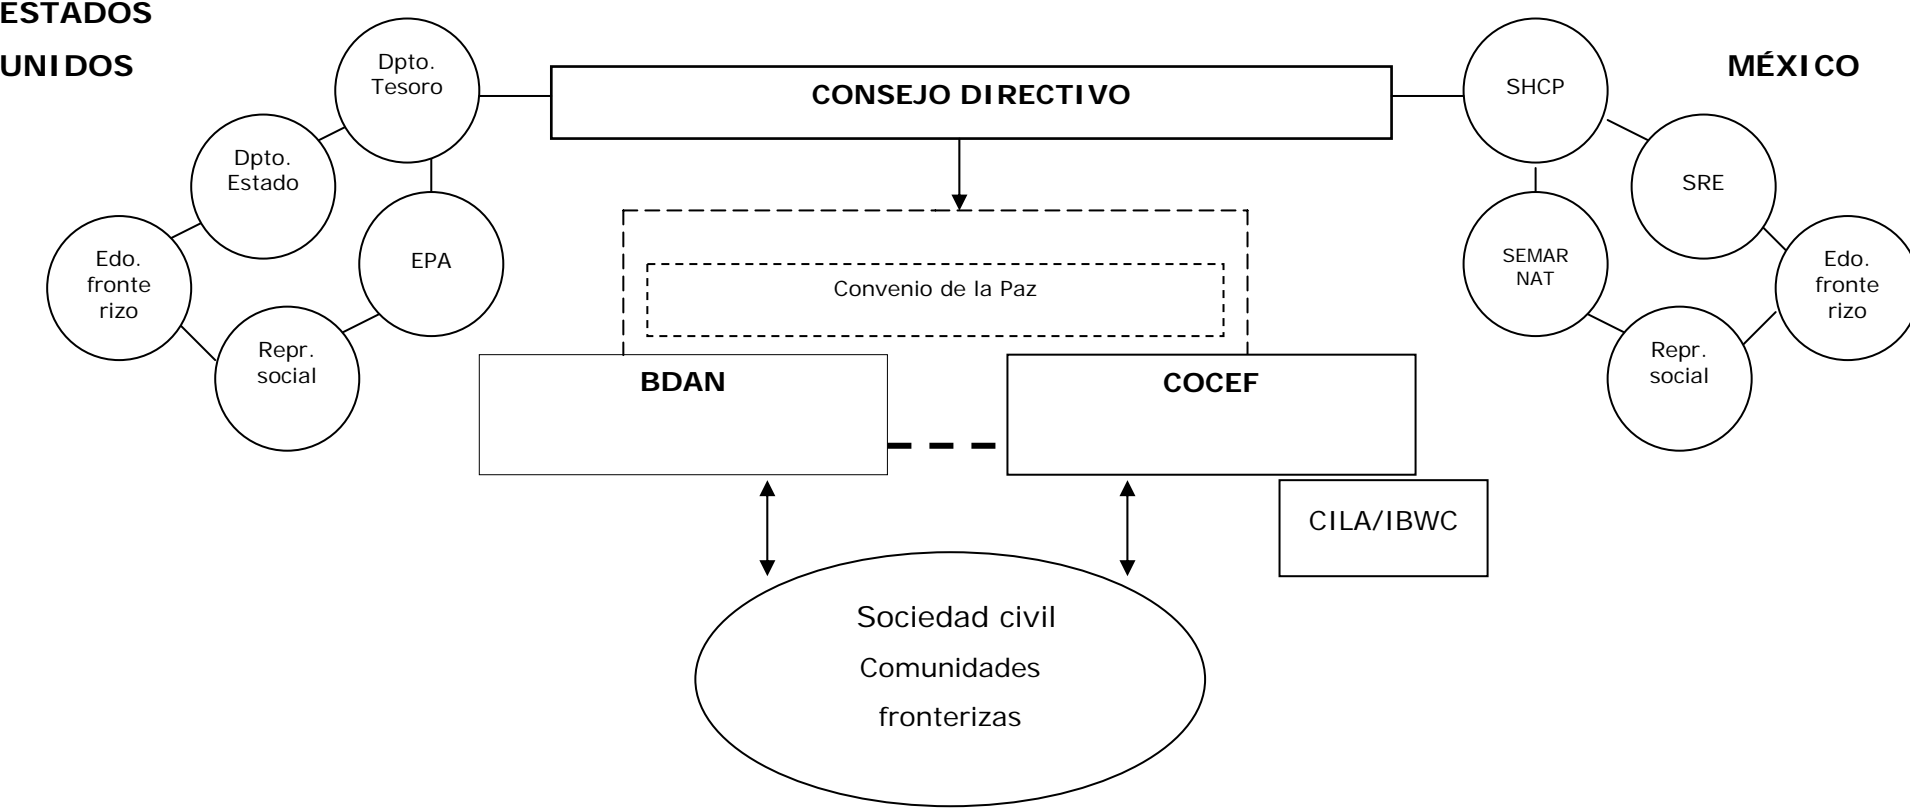 ESTADOS
UNIDOS
MÉXICO
Dpto.
Tesoro
CONSEJO DIRECTIVO
SHCP
Dpto.
Estado
SRE
Edo.
fronte
rizo
EPA
Convenio de la Paz
SEMAR
NAT
Edo.
fronte
rizo
Repr.
social
BDAN
COCEF
Repr.
social
CILA/IBWC
Sociedad civil
Comunidades
fronterizas